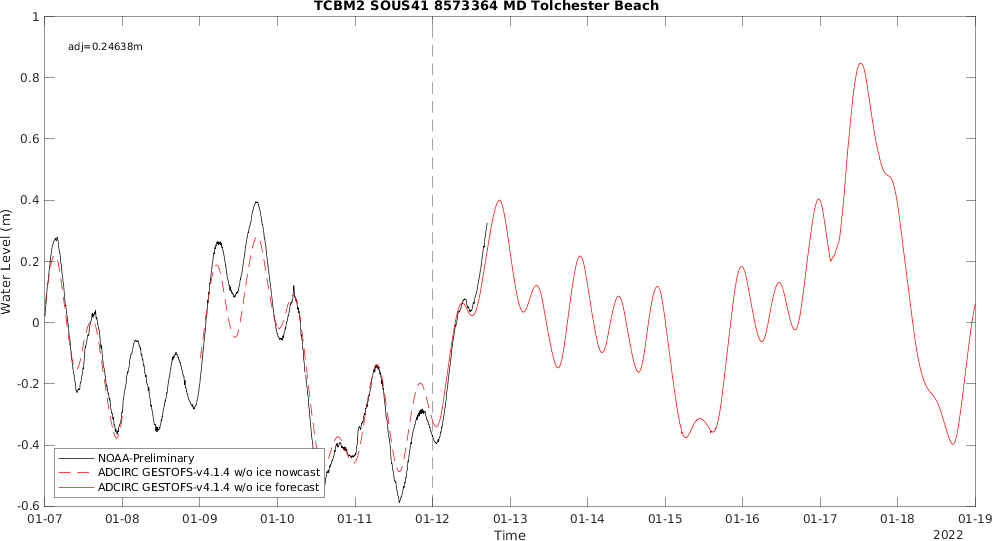 TCBM2 SOUS41 8573364 MD Tolchester Beach
adj=0.24638m
Water Level (m)
1
0.8
0.6
0.4
0.2
0
-0.2
-0.4
-0.6
NOAA-Preliminary
ADCIRC GESTOFS-v4.1.4 w/o ice nowcast
ADCIRC GESTOFS-v4.1.4 w/o ice forecast
01-07 01-08 01-09 01-10 01-11 01-12 01-13 01-14 01-15 01-16 01-17 01-18 01-19
Time
2022